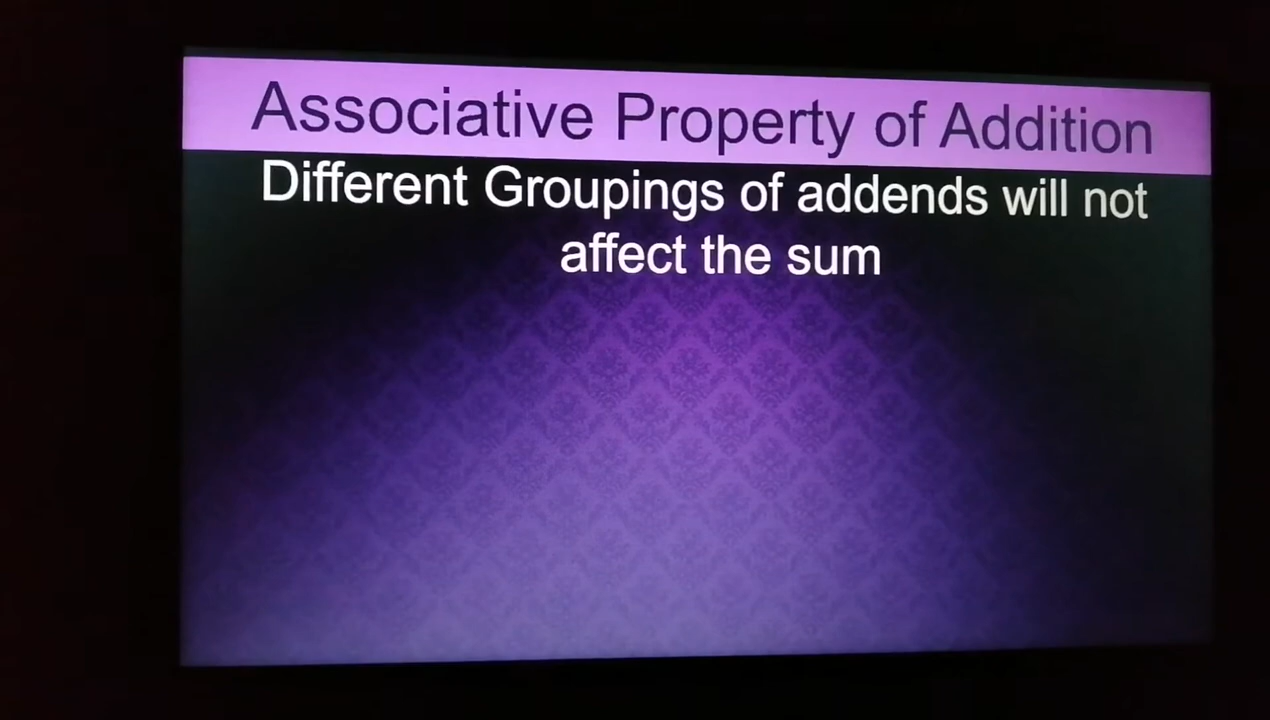 Associative Property of Addition
Different Groupings of addends will not
affect the sum